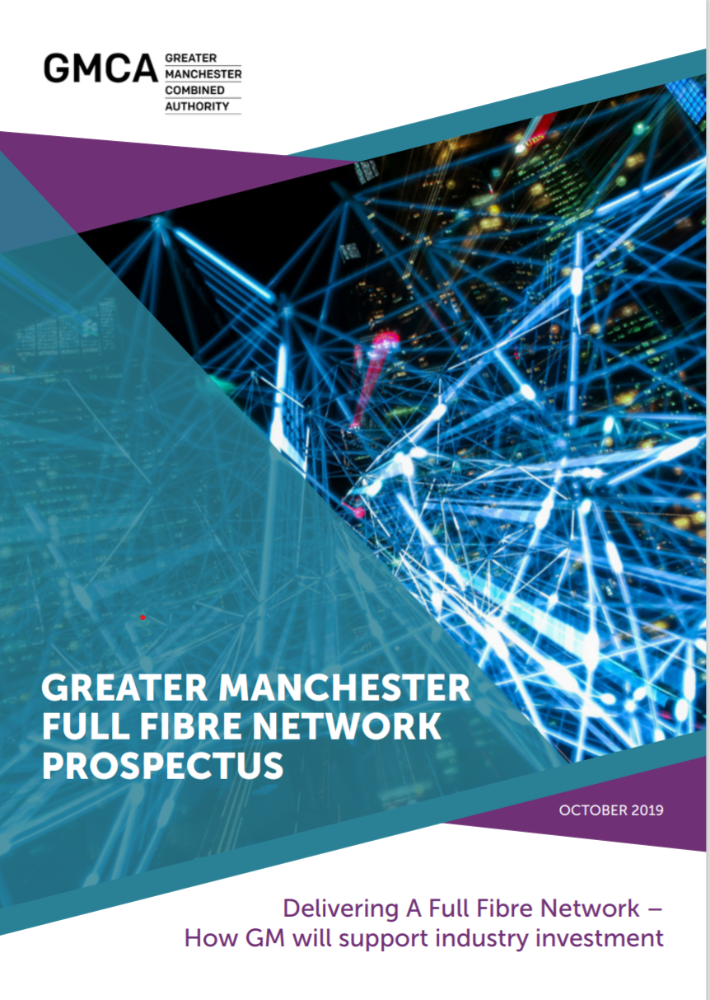 GMCA
GREATER
MANCHESTER
COMBINED
AUTHORITY
UBS
GREATER MANCHESTER
FULL FIBRE NETWORK
PROSPECTUS
OCTOBER 2019
Delivering A Full Fibre Network –
How GM will support industry investment